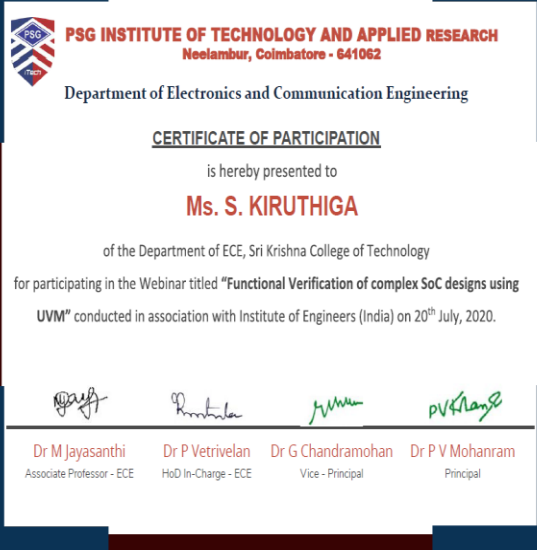 PSG
iTech
PSG INSTITUTE OF TECHNOLOGY AND APPLIED RESEARCH
Neelambur, Coimbatore - 641062
Department of Electronics and Communication Engineering
CERTIFICATE OF PARTICIPATION
is hereby presented to
Ms. S. KIRUTHIGA
of the Department of ECE, Sri Krishna College of Technology
for participating in the Webinar titled “Functional Verification of complex SoC designs using
UVM” conducted in association with Institute of Engineers (India) on 20th July, 2020.
Dr M Jayasanthi Dr P Vetrivelan Dr G Chandramohan Dr P V Mohanram
Associate Professor - ECE HoD In-Charge - ECE Vice - Principal Principal